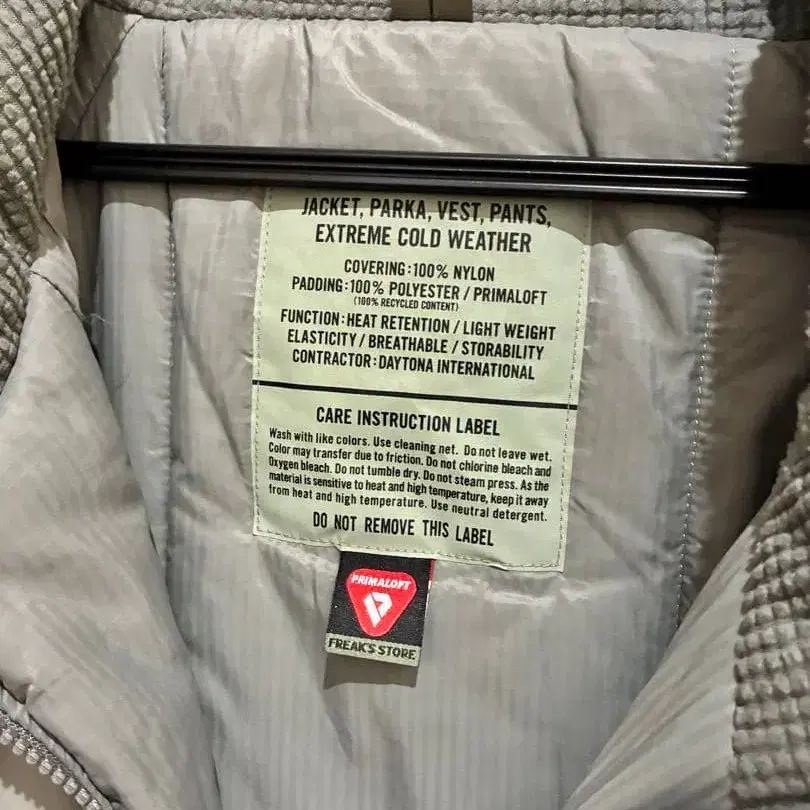 JACKET, PARKA, VEST, PANTS,
EXTREME COLD WEATHER
COVERING:100% NYLON
PADDING:100% POLYESTER / PRIMALOFT
(100% RECYCLED CONTENT)
FUNCTION:HEAT RETENTION / LIGHT WEIGHT
ELASTICITY / BREATHABLE / STORABILITY
CONTRACTOR:DAYTONA INTERNATIONAL
CARE INSTRUCTION LABEL
Wash with like colors. Use cleaning net. Do not leave wet.
Color may transfer due to friction. Do not chlorine bleach and
Oxygen bleach. Do not tumble dry. Do not steam press. As the
material is sensitive to heat and high temperature, keep it away
from heat and high temperature. Use neutral detergent.
DO NOT REMOVE THIS LABEL
PRIMALOFT
FREAK'S STORE